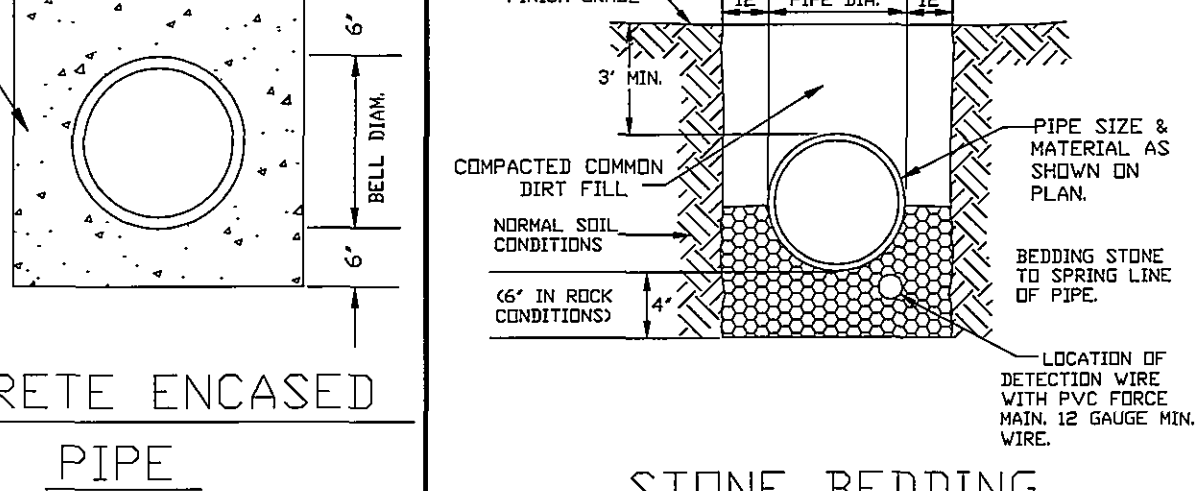 6"
BELL DIAM.
6"
RETE ENCASED
PIPE
12"
PIPE DIA.
12"
3' MIN.
COMPACTED COMMON
DIRT FILL
NORMAL SOIL
CONDITIONS
(6" IN ROCK
CONDITIONS)
4"
PIPE SIZE &
MATERIAL AS
SHOWN ON
PLAN.
BEDDING STONE
TO SPRING LINE
OF PIPE.
LOCATION OF
DETECTION WIRE
WITH PVC FORCE
MAIN. 12 GAUGE MIN.
WIRE.
STONE BEDDING